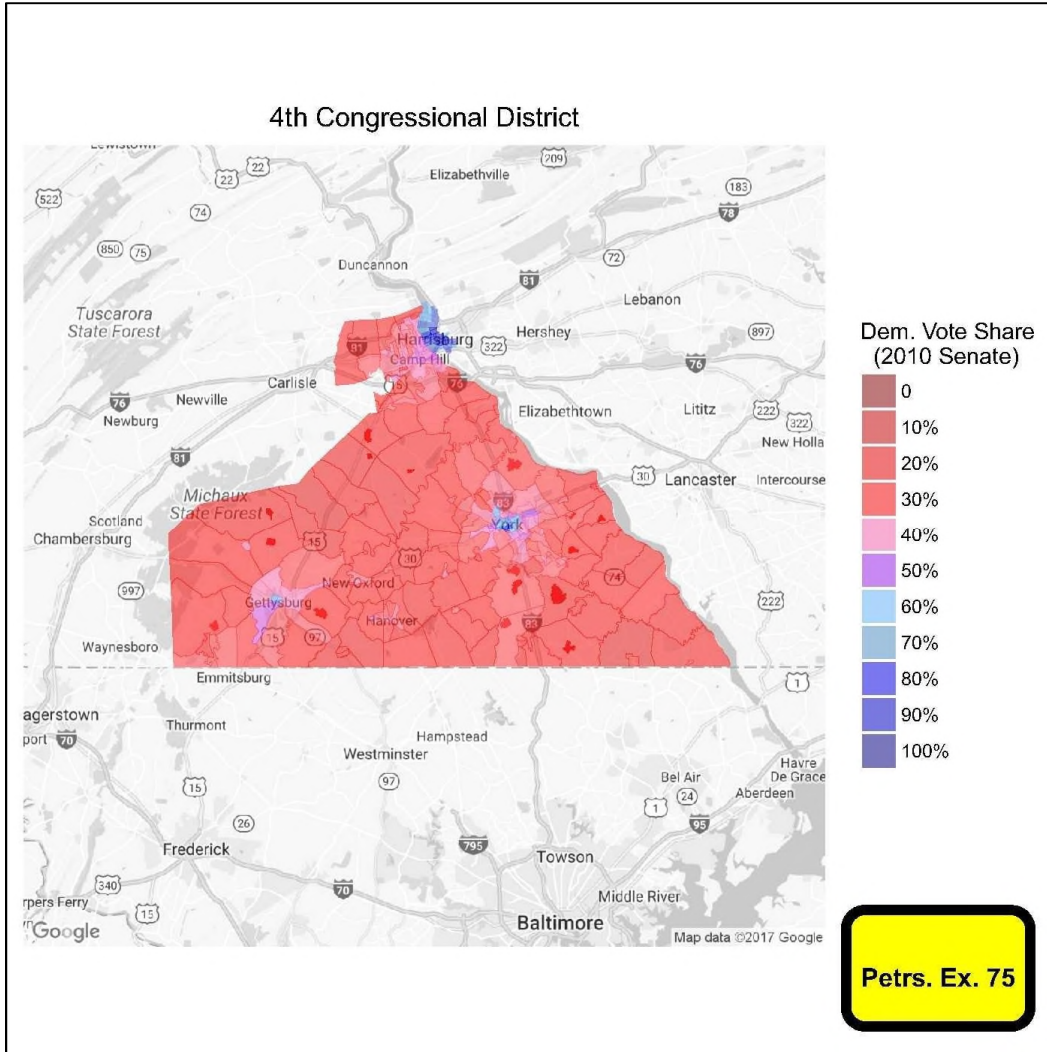 4th Congressional District
Lewistown
22
22
209
Elizabethville
522
183
74
78
850
75
Duncannon
72
81
Lebanon
Tuscarora
State Forest
Harrisburg
Hershey
897
81
322
Camp Hill
76
Carlisle
15
76
76
Newville
Elizabethtown
Lititz
222
Newburg
322
New Holla
81
30
Lancaster
Intercourse
Michaux
State Forest
83
York
Scotland
Chambersburg
15
30
74
New Oxford
997
Gettysburg
222
Hanover
15
97
83
Waynesboro
Emmitsburg
1
agerstown
Thurmont
port
70
Hampstead
Westminster
Havre
De Grace
97
Bel Air
15
24
Aberdeen
1
26
95
Frederick
795
Towson
340
70
Middle River
rpers Ferry
15
Baltimore
Google
Map data ©2017 Google
Dem. Vote Share
(2010 Senate)
0
10%
20%
30%
40%
50%
60%
70%
80%
90%
100%
Petrs. Ex. 75